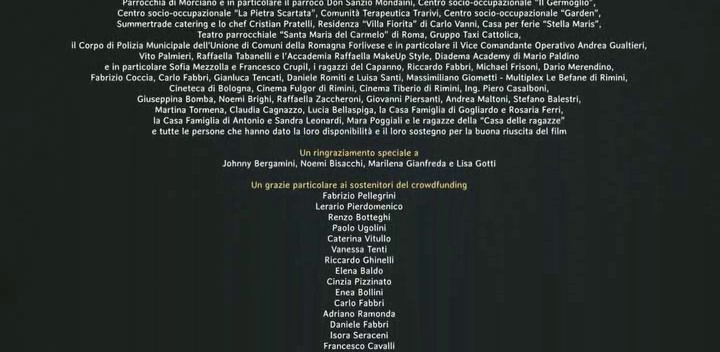 Parrocchia di Morciano e in particolare il parroco Don Sanzio Mondaini, Centro socio-occupazionale "Il Germoglio",
Centro socio-occupazionale "La Pietra Scartata", Comunità Terapeutica Trarivi, Centro socio-occupazionale "Garden",
Summertrade catering e lo chef Cristian Pratelli, Residenza "Villa Fiorita" di Carlo Vanni, Casa per ferie "Stella Maris",
Teatro parrocchiale "Santa Maria del Carmelo" di Roma, Gruppo Taxi Cattolica,
il Corpo di Polizia Municipale dell'Unione di Comuni della Romagna Forlivese e in particolare il Vice Comandante Operativo Andrea Gualtieri,
Vito Palmieri, Raffaella Tabanelli e l'Accademia Raffaella MakeUp Style, Diadema Academy di Mario Paldino
e in particolare Sofia Mezzolla e Francesco Crupil, i ragazzi del Capanno, Riccardo Fabbri, Michael Frisoni, Dario Merendino,
Fabrizio Coccia, Carlo Fabbri, Gianluca Tencati, Daniele Romiti e Luisa Santi, Massimiliano Giometti - Multiplex Le Befane di Rimini,
Cineteca di Bologna, Cinema Fulgor di Rimini, Cinema Tiberio di Rimini, Ing. Piero Casalboni,
Giuseppina Bomba, Noemi Brighi, Raffaella Zaccheroni, Giovanni Piersanti, Andrea Maltoni, Stefano Balestri,
Martina Tormena, Claudia Cagnazzo, Lucia Bellaspiga, la Casa Famiglia di Gogliardo e Rosaria Ferri,
la Casa Famiglia di Antonio e Sandra Leonardi, Mara Poggiali e le ragazze della "Casa delle ragazze"
e tutte le persone che hanno dato la loro disponibilità e il loro sostegno per la buona riuscita del film
Un ringraziamento speciale a
Johnny Bergamini, Noemi Bisacchi, Marilena Gianfreda e Lisa Gotti
Un grazie particolare ai sostenitori del crowdfunding
Fabrizio Pellegrini
Lerario Pierdomenico
Renzo Botteghi
Paolo Ugolini
Caterina Vitullo
Vanessa Tenti
Riccardo Ghinelli
Elena Baldo
Cinzia Pizzinato
Enea Bollini
Carlo Fabbri
Adriano Ramonda
Daniele Fabbri
Isora Seraceni
Francesco Cavalli